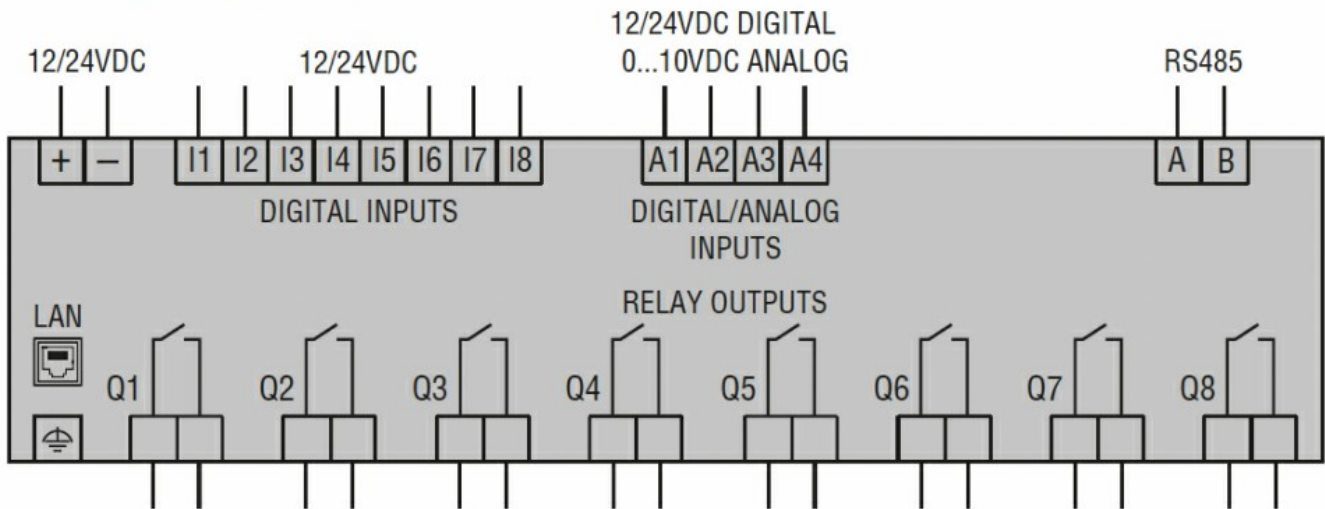 12/24VDC DIGITAL
12/24VDC 12/24VDC 0...10VDC ANALOG RS485
+ – I1 I2 I3 I4 I5 I6 I7 I8 A1 A2 A3 A4 A B
DIGITAL INPUTS DIGITAL/ANALOG
INPUTS
RELAY OUTPUTS
LAN
Q1 Q2 Q3 Q4 Q5 Q6 Q7 Q8